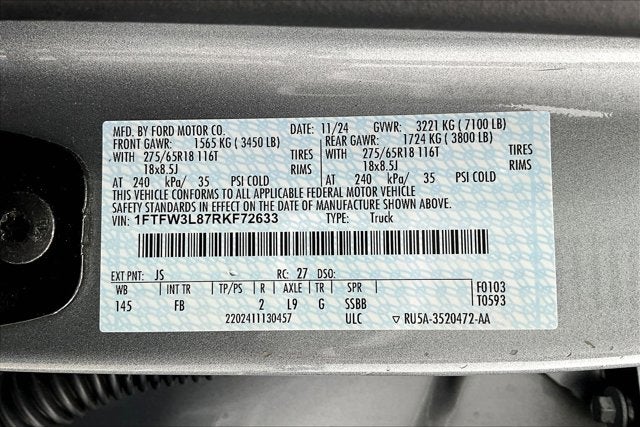 MFD. BY FORD MOTOR CO. DATE: 11/24 GVWR: 3221 KG ( 7100 LB)
FRONT GAWR: 1565 KG ( 3450 LB) REAR GAWR: 1724 KG ( 3800 LB)
WITH 275/65R18 116T TIRES WITH 275/65R18 116T TIRES
18x8.5J RIMS 18x8.5J RIMS
AT 240 kPa/ 35 PSI COLD AT 240 kPa/ 35 PSI COLD
THIS VEHICLE CONFORMS TO ALL APPLICABLE FEDERAL MOTOR VEHICLE
SAFETY STANDARDS IN EFFECT ON THE DATE OF MANUFACTURE SHOWN ABOVE.
VIN: 1FTFW3L87RKF72633 TYPE: Truck
EXT PNT: JS RC: 27 DSO: F0103
WB INT TR TP/PS R AXLE TR SPR T0593
145 FB 2 L9 G SSBB
2202411130457 ULC ▽ RU5A-3520472-AA